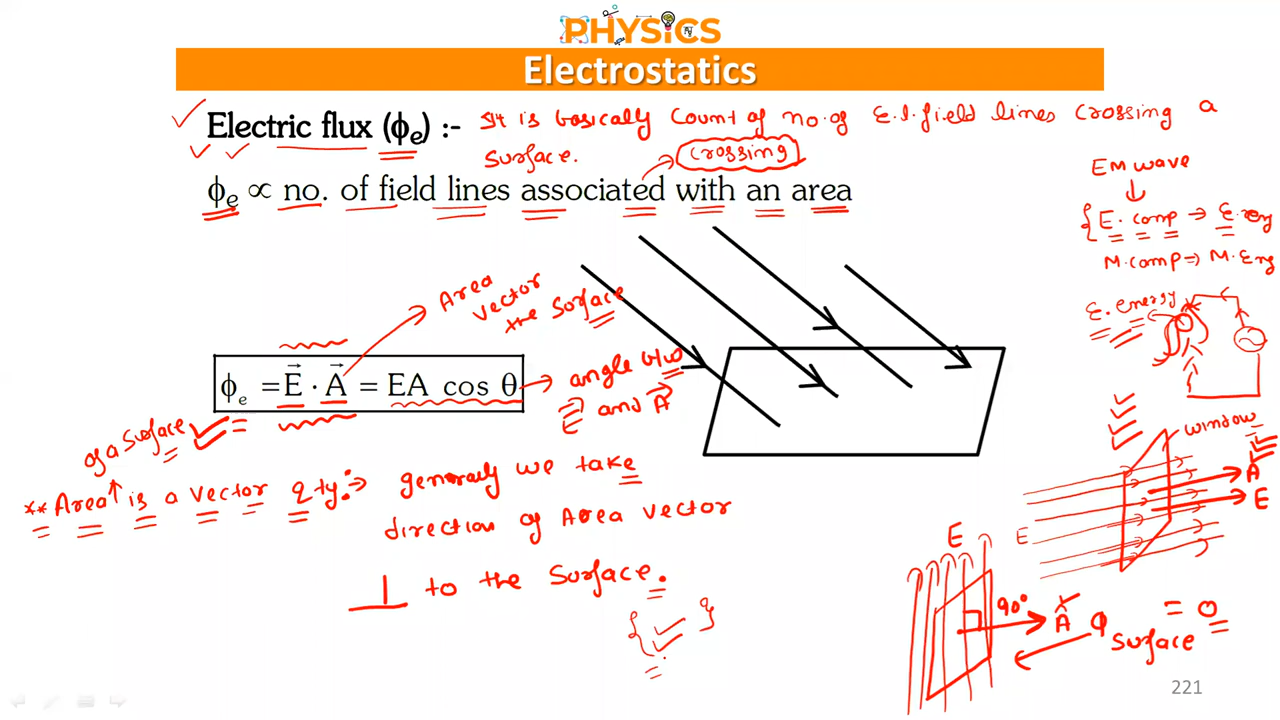 PHYSICS
Electrostatics
Electric flux (ϕₑ) :- It is basically count of no. of E.l. field lines crossing a
surface.
crossing
ϕₑ ∝ no. of field lines associated with an area
EM wave
{E. comp → E. eng
M. comp ⇒ M. Eng
E. energy
Area
vector
the surface
ϕₑ = E⃗ · A⃗ = EA cos θ
angle b/w
E⃗ and A⃗
of a surface
** Area is a vector qty. :⇒ generally we take
direction of Area vector
⊥ to the surface.
window
A⃗
E
E
E
90°
A⃗
ϕ surface = 0
221